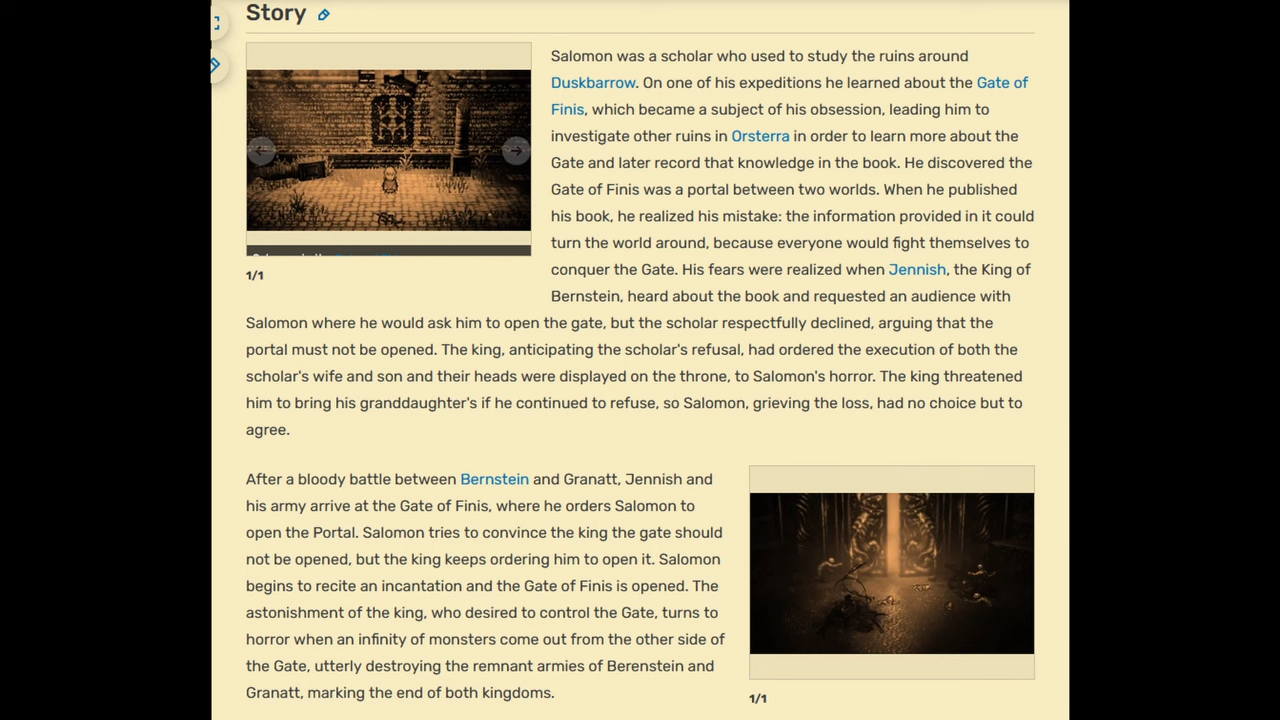 Story
Salomon was a scholar who used to study the ruins around
Duskbarrow. On one of his expeditions he learned about the Gate of
Finis, which became a subject of his obsession, leading him to
investigate other ruins in Orsterra in order to learn more about the
Gate and later record that knowledge in the book. He discovered the
Gate of Finis was a portal between two worlds. When he published
his book, he realized his mistake: the information provided in it could
turn the world around, because everyone would fight themselves to
conquer the Gate. His fears were realized when Jennish, the King of
Bernstein, heard about the book and requested an audience with
1/1
Salomon where he would ask him to open the gate, but the scholar respectfully declined, arguing that the
portal must not be opened. The king, anticipating the scholar's refusal, had ordered the execution of both the
scholar's wife and son and their heads were displayed on the throne, to Salomon's horror. The king threatened
him to bring his granddaughter's if he continued to refuse, so Salomon, grieving the loss, had no choice but to
agree.
After a bloody battle between Bernstein and Granatt, Jennish and
his army arrive at the Gate of Finis, where he orders Salomon to
open the Portal. Salomon tries to convince the king the gate should
not be opened, but the king keeps ordering him to open it. Salomon
begins to recite an incantation and the Gate of Finis is opened. The
astonishment of the king, who desired to control the Gate, turns to
horror when an infinity of monsters come out from the other side of
the Gate, utterly destroying the remnant armies of Berenstein and
Granatt, marking the end of both kingdoms.
1/1